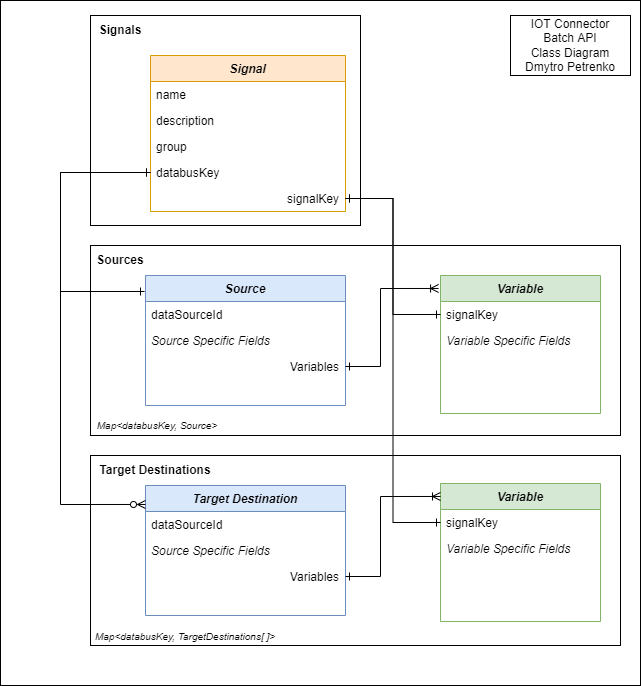 IOT Connector
Batch API
Class Diagram
Dmytro Petrenko
Signals
Signal
name
description
group
databusKey
signalKey
Sources
Source
dataSourceId
Source Specific Fields
Variables
Variable
signalKey
Variable Specific Fields
Map<databusKey, Source>
Target Destinations
Target Destination
dataSourceId
Source Specific Fields
Variables
Variable
signalKey
Variable Specific Fields
Map<databusKey, TargetDestinations[ ]>